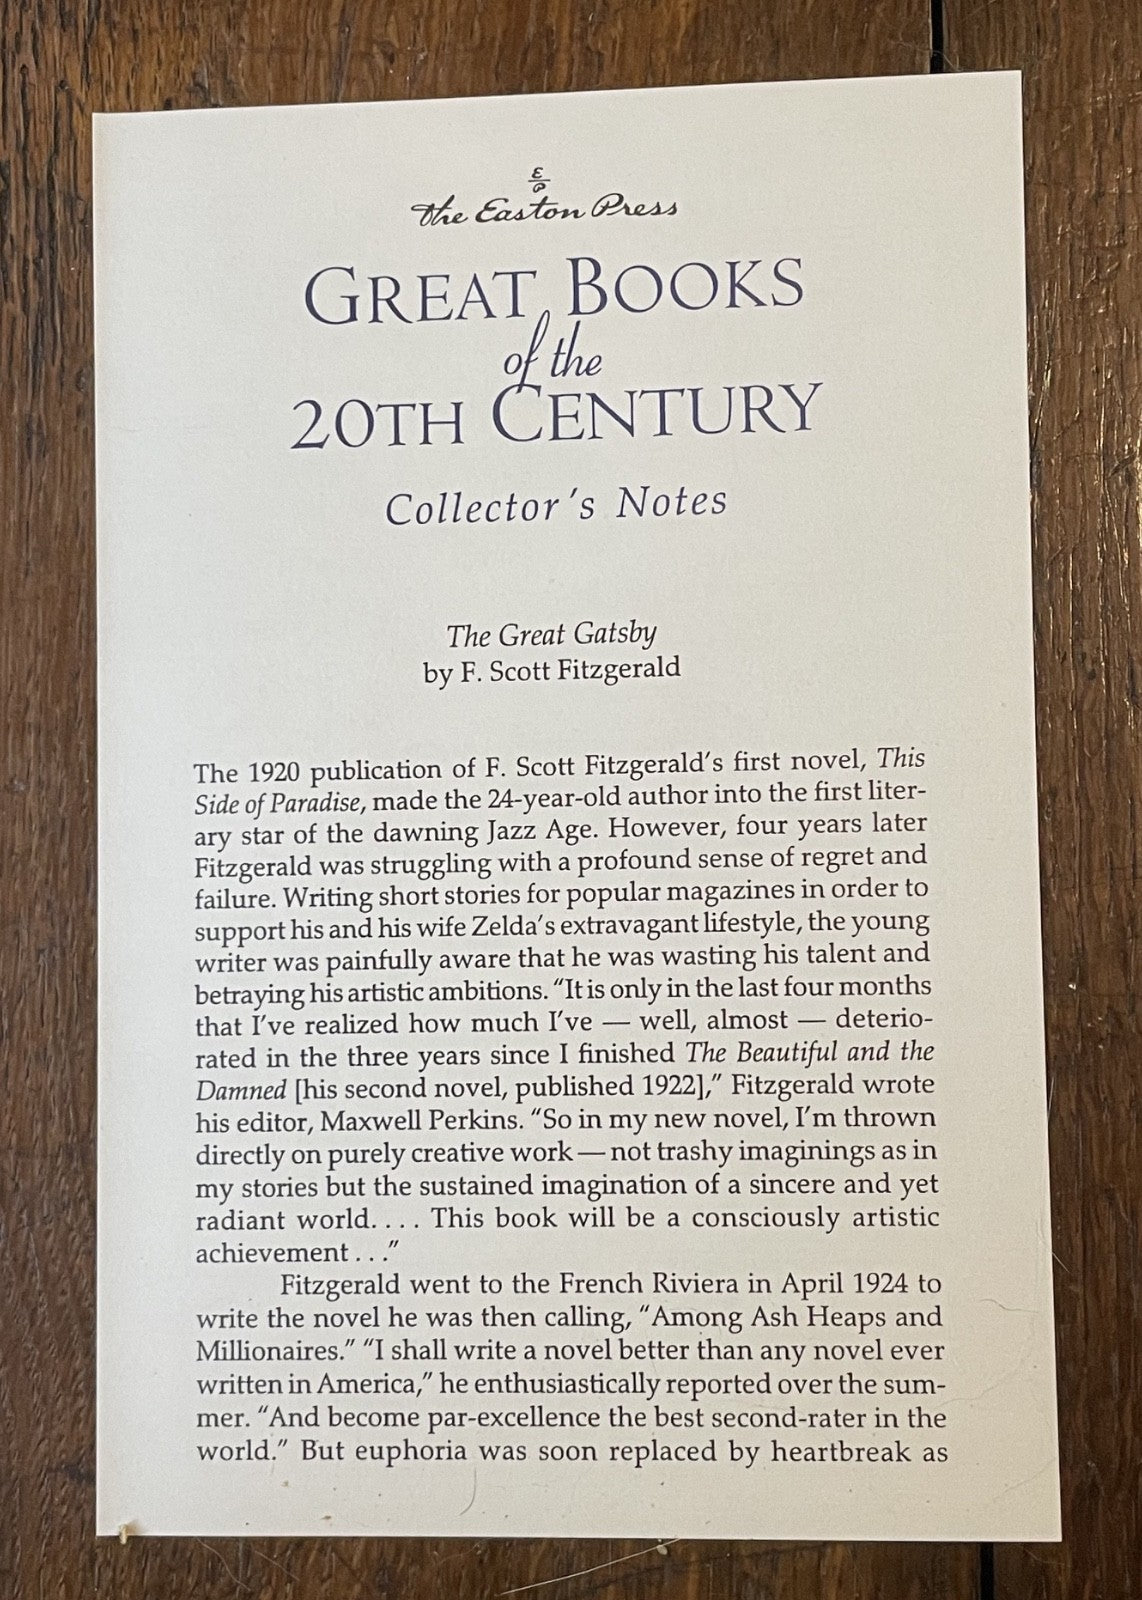 E
P
The Easton Press
GREAT BOOKS
of the
20TH CENTURY
Collector's Notes
The Great Gatsby
by F. Scott Fitzgerald
The 1920 publication of F. Scott Fitzgerald's first novel, This
Side of Paradise, made the 24-year-old author into the first liter-
ary star of the dawning Jazz Age. However, four years later
Fitzgerald was struggling with a profound sense of regret and
failure. Writing short stories for popular magazines in order to
support his and his wife Zelda's extravagant lifestyle, the young
writer was painfully aware that he was wasting his talent and
betraying his artistic ambitions. "It is only in the last four months
that I've realized how much I've — well, almost — deterio-
rated in the three years since I finished The Beautiful and the
Damned [his second novel, published 1922]," Fitzgerald wrote
his editor, Maxwell Perkins. "So in my new novel, I'm thrown
directly on purely creative work — not trashy imaginings as in
my stories but the sustained imagination of a sincere and yet
radiant world. . . . This book will be a consciously artistic
achievement . . ."
Fitzgerald went to the French Riviera in April 1924 to
write the novel he was then calling, "Among Ash Heaps and
Millionaires." "I shall write a novel better than any novel ever
written in America," he enthusiastically reported over the sum-
mer. "And become par-excellence the best second-rater in the
world." But euphoria was soon replaced by heartbreak as